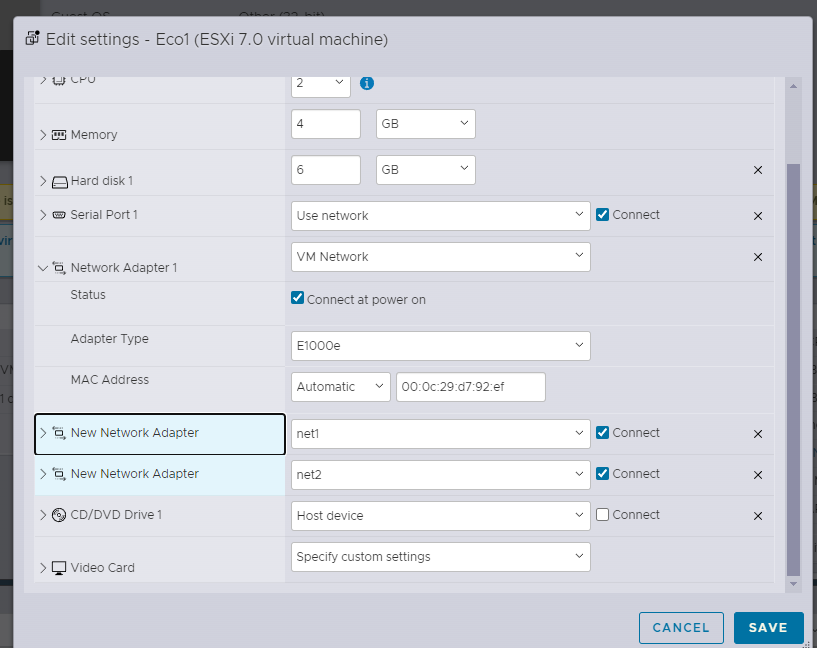 Edit settings - Eco1 (ESXi 7.0 virtual machine)
CPU 2
Memory 4 GB
Hard disk 1 6 GB
Serial Port 1 Use network Connect
Network Adapter 1 VM Network
Status Connect at power on
Adapter Type E1000e
MAC Address Automatic 00:0c:29:d7:92:ef
New Network Adapter net1 Connect
New Network Adapter net2 Connect
CD/DVD Drive 1 Host device Connect
Video Card Specify custom settings
CANCEL SAVE